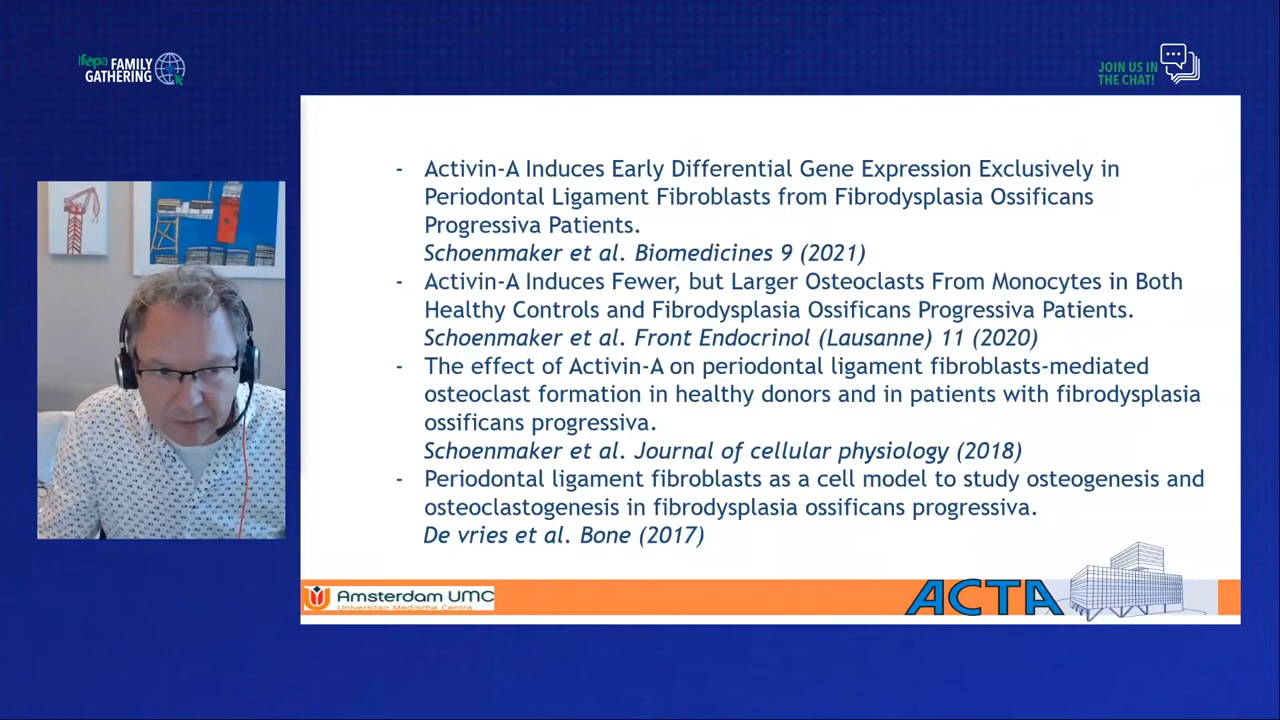 ifopa FAMILY
GATHERING
JOIN US IN
THE CHAT!
- Activin-A Induces Early Differential Gene Expression Exclusively in
Periodontal Ligament Fibroblasts from Fibrodysplasia Ossificans
Progressiva Patients.
Schoenmaker et al. Biomedicines 9 (2021)
- Activin-A Induces Fewer, but Larger Osteoclasts From Monocytes in Both
Healthy Controls and Fibrodysplasia Ossificans Progressiva Patients.
Schoenmaker et al. Front Endocrinol (Lausanne) 11 (2020)
- The effect of Activin-A on periodontal ligament fibroblasts-mediated
osteoclast formation in healthy donors and in patients with fibrodysplasia
ossificans progressiva.
Schoenmaker et al. Journal of cellular physiology (2018)
- Periodontal ligament fibroblasts as a cell model to study osteogenesis and
osteoclastogenesis in fibrodysplasia ossificans progressiva.
De vries et al. Bone (2017)
Amsterdam UMC
Universitair Medische Centra
ACTA